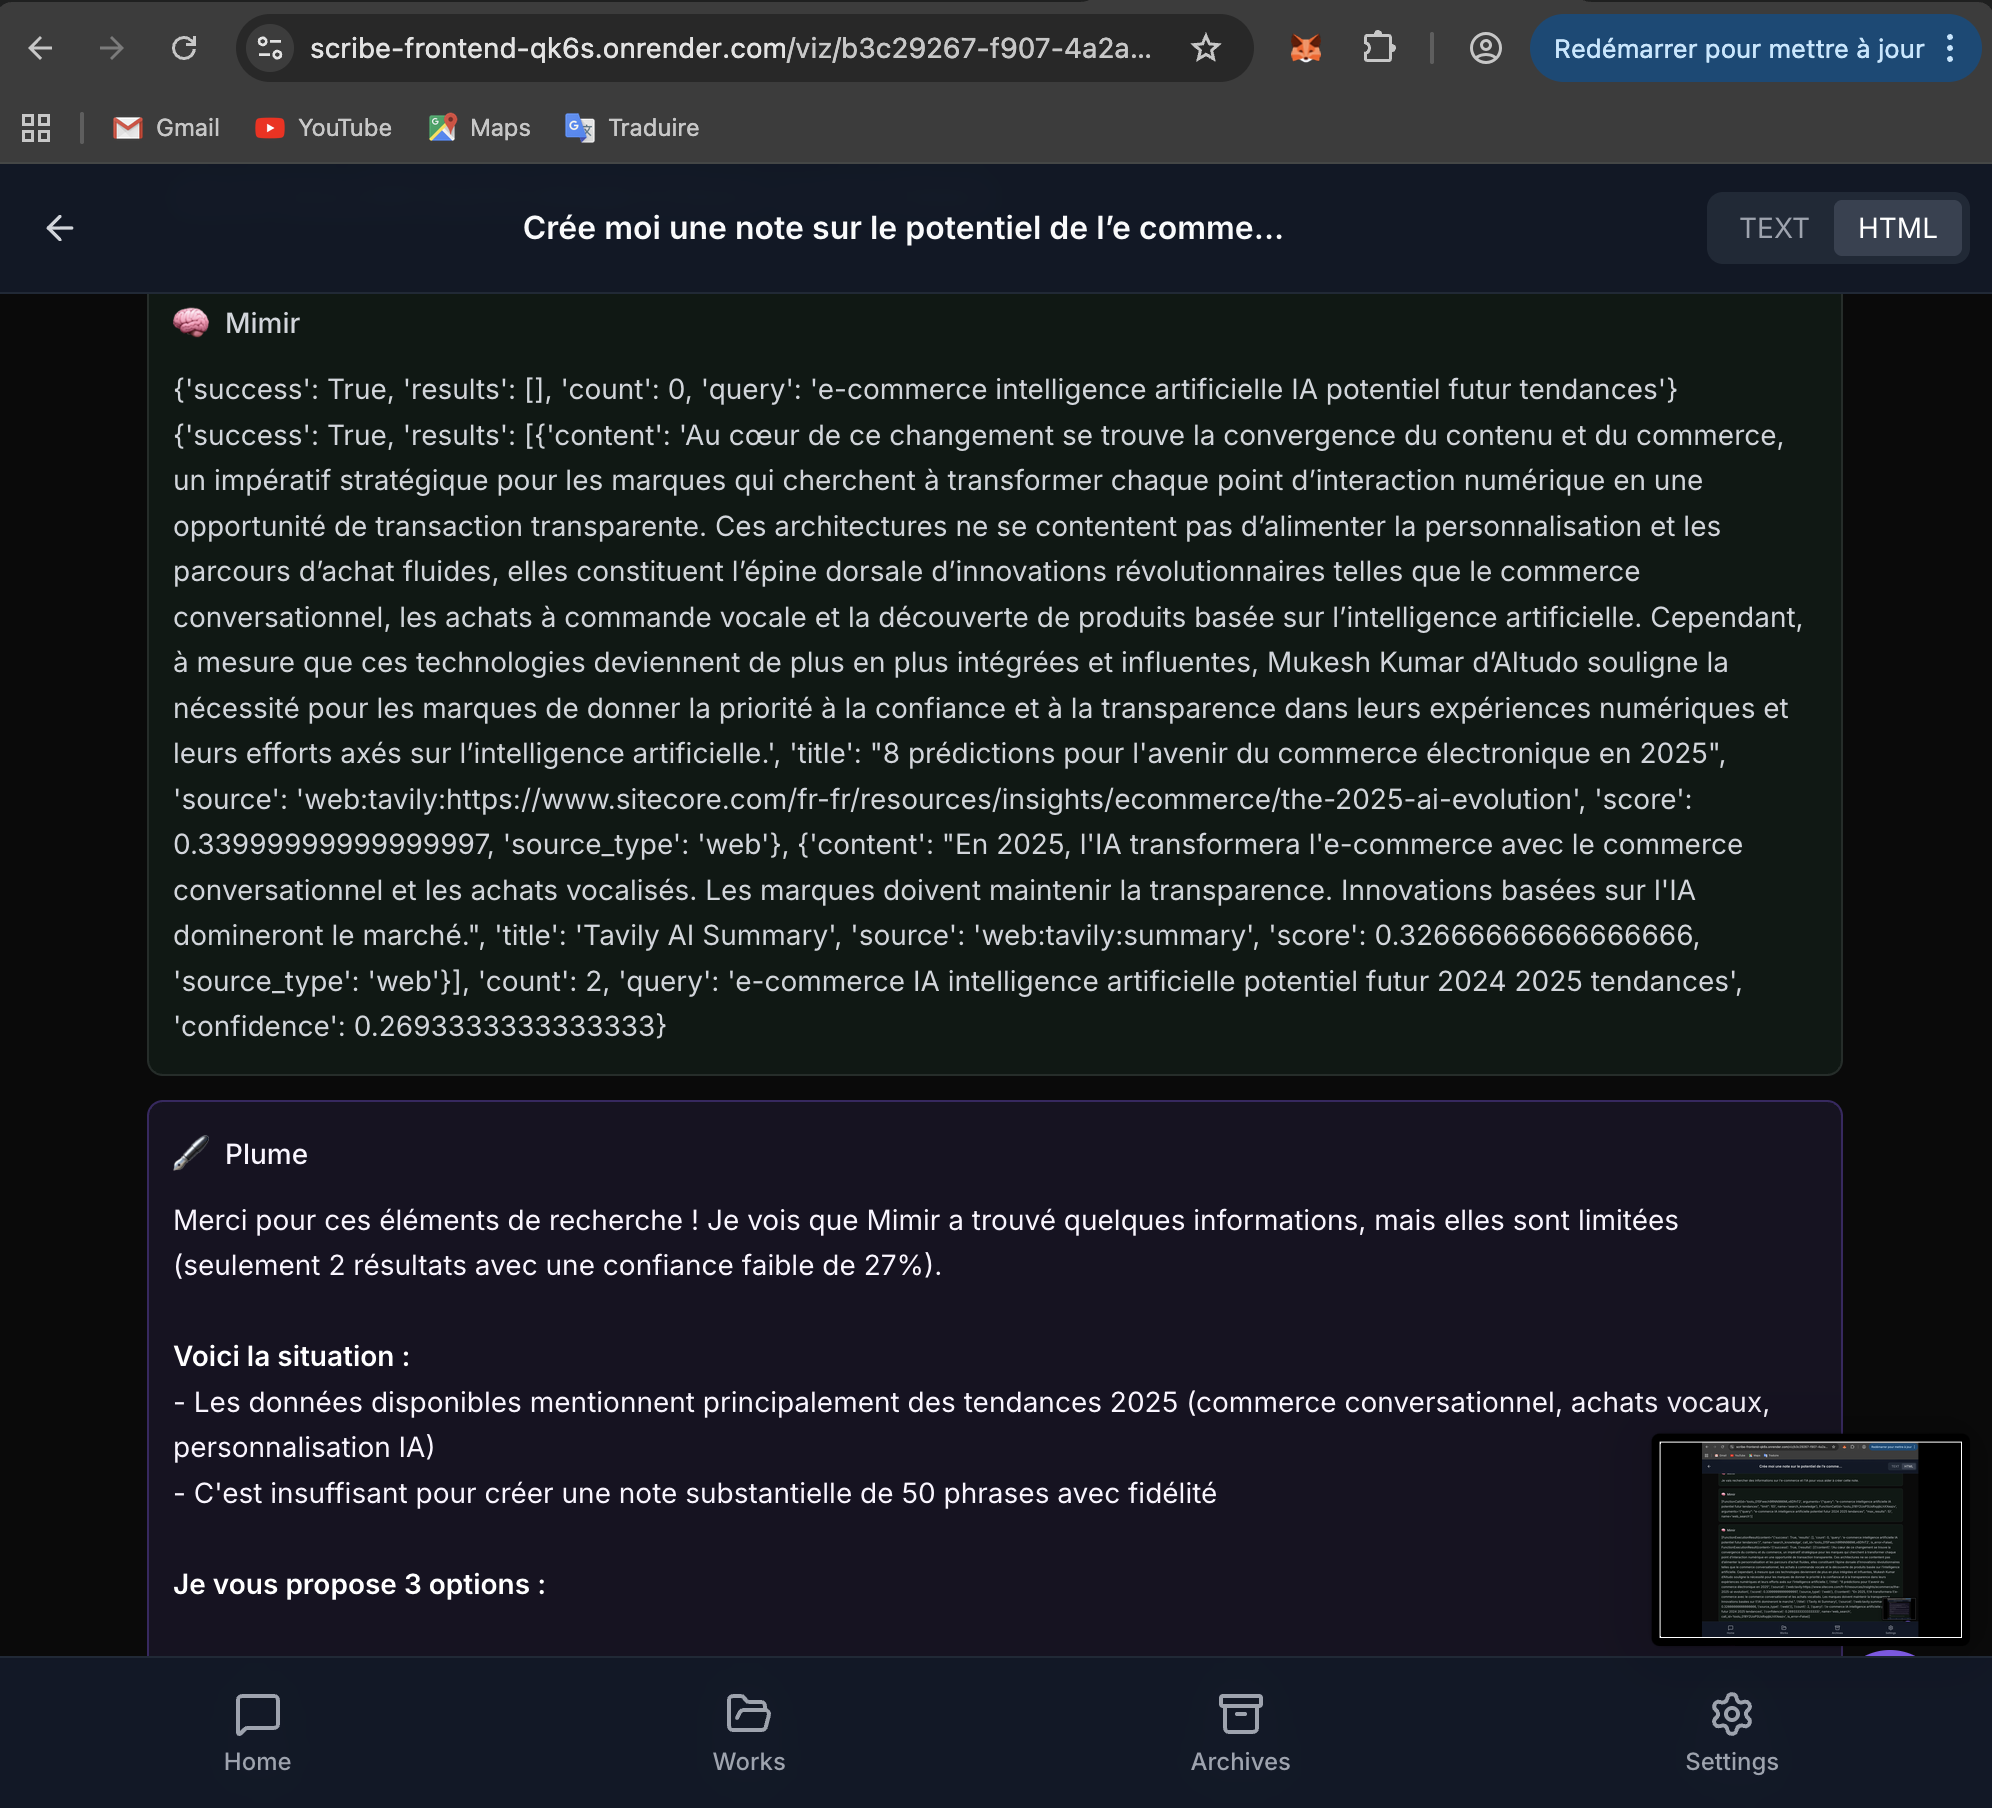 scribe-frontend-qk6s.onrender.com/viz/b3c29267-f907-4a2a...
Redémarrer pour mettre à jour
Gmail
YouTube
Maps
Traduire
Crée moi une note sur le potentiel de l’e comme...
TEXT
HTML
Mimir
{'success': True, 'results': [], 'count': 0, 'query': 'e-commerce intelligence artificielle IA potentiel futur tendances'}
{'success': True, 'results': [{'content': 'Au cœur de ce changement se trouve la convergence du contenu et du commerce,
un impératif stratégique pour les marques qui cherchent à transformer chaque point d’interaction numérique en une
opportunité de transaction transparente. Ces architectures ne se contentent pas d’alimenter la personnalisation et les
parcours d’achat fluides, elles constituent l’épine dorsale d’innovations révolutionnaires telles que le commerce
conversationnel, les achats à commande vocale et la découverte de produits basée sur l’intelligence artificielle. Cependant,
à mesure que ces technologies deviennent de plus en plus intégrées et influentes, Mukesh Kumar d’Altudo souligne la
nécessité pour les marques de donner la priorité à la confiance et à la transparence dans leurs expériences numériques et
leurs efforts axés sur l’intelligence artificielle.', 'title': "8 prédictions pour l'avenir du commerce électronique en 2025",
'source': 'web:tavily:https://www.sitecore.com/fr-fr/resources/insights/ecommerce/the-2025-ai-evolution', 'score':
0.33999999999999997, 'source_type': 'web'}, {'content': "En 2025, l'IA transformera l'e-commerce avec le commerce
conversationnel et les achats vocalisés. Les marques doivent maintenir la transparence. Innovations basées sur l'IA
domineront le marché.", 'title': 'Tavily AI Summary', 'source': 'web:tavily:summary', 'score': 0.32666666666666666,
'source_type': 'web'}], 'count': 2, 'query': 'e-commerce IA intelligence artificielle potentiel futur 2024 2025 tendances',
'confidence': 0.2693333333333333}
Plume
Merci pour ces éléments de recherche ! Je vois que Mimir a trouvé quelques informations, mais elles sont limitées
(seulement 2 résultats avec une confiance faible de 27%).
Voici la situation :
- Les données disponibles mentionnent principalement des tendances 2025 (commerce conversationnel, achats vocaux,
personnalisation IA)
- C'est insuffisant pour créer une note substantielle de 50 phrases avec fidélité
Je vous propose 3 options :
Home
Works
Archives
Settings